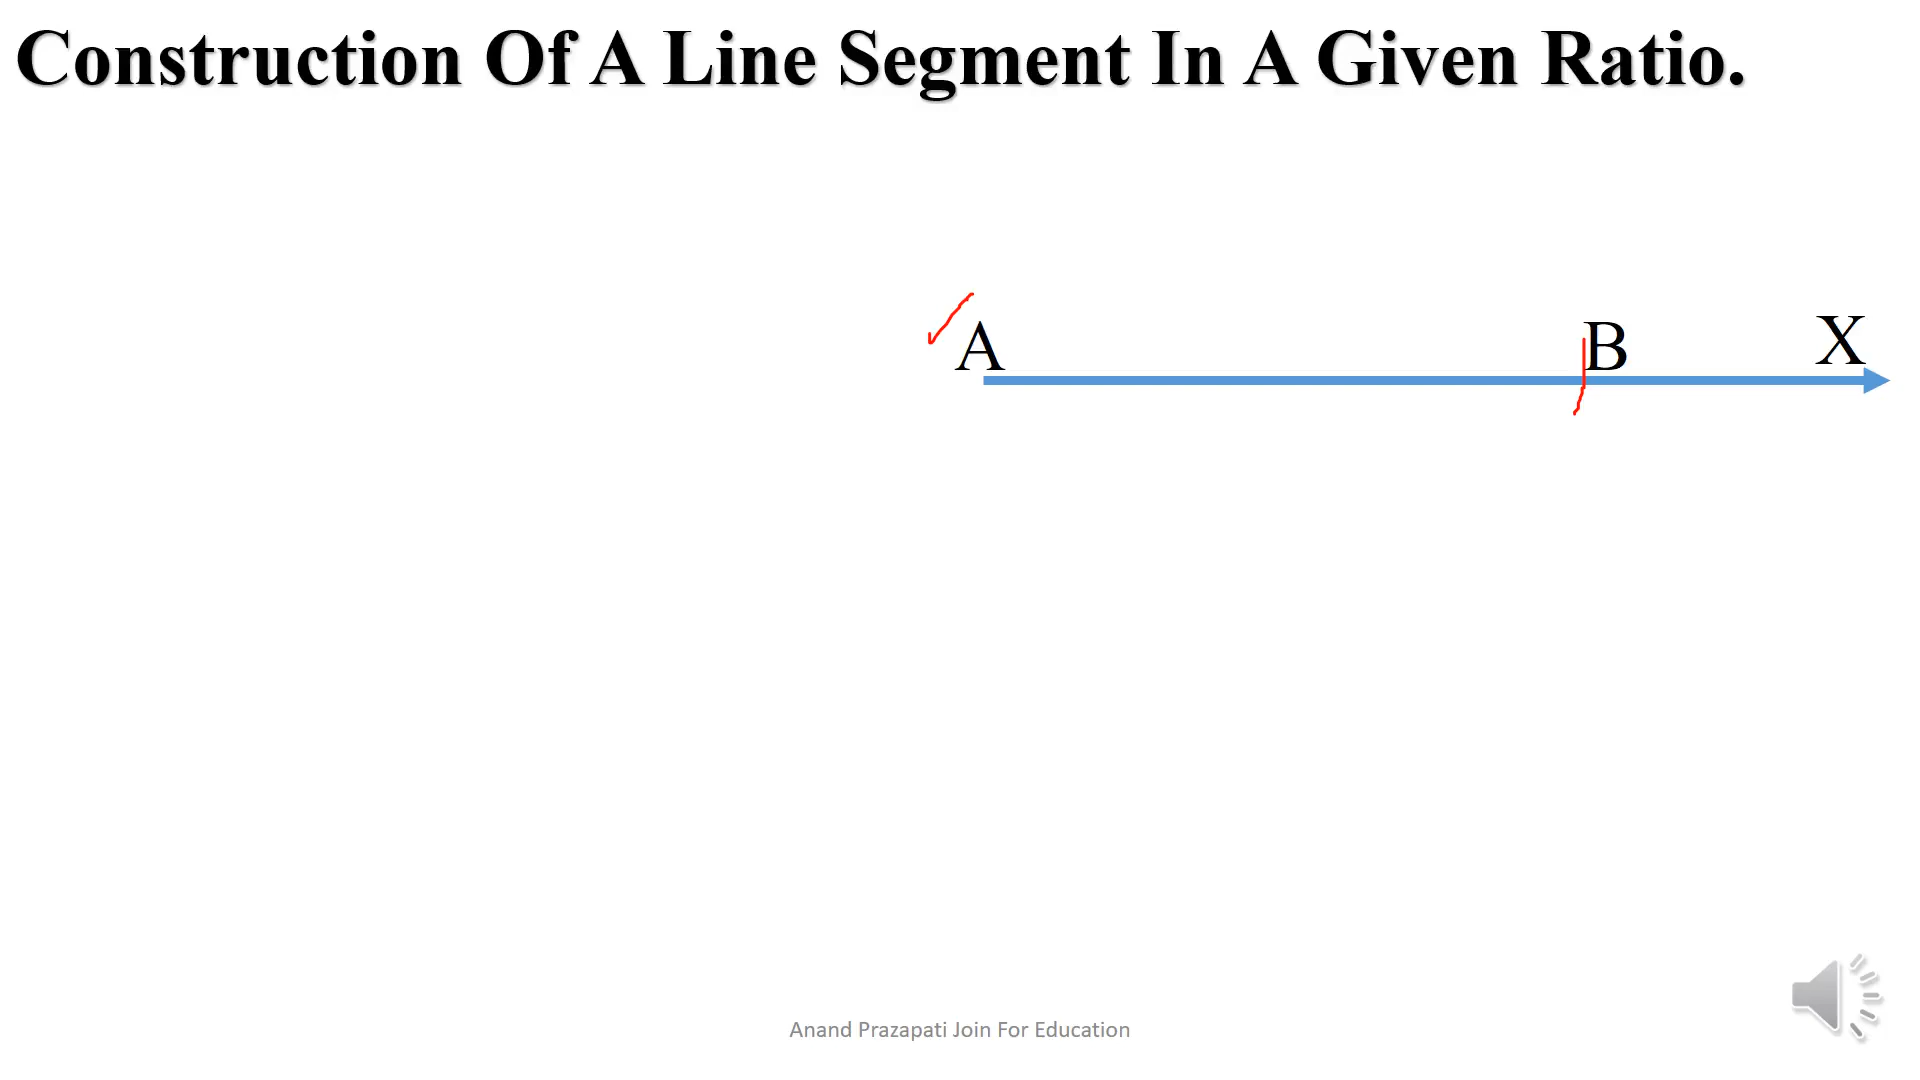 Construction Of A Line Segment In A Given Ratio.
A B X
Anand Prazapati Join For Education